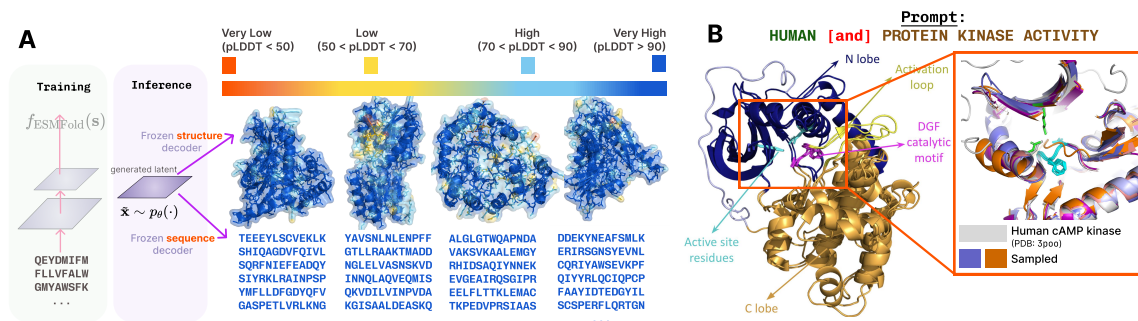 A
Very Low
(pLDDT < 50)
Low
(50 < pLDDT < 70)
High
(70 < pLDDT < 90)
Very High
(pLDDT > 90)
Training
fESMFold(s)
QEYDMIFM
FLLVFALW
GMYAWSFK
...
Inference
Frozen structure
decoder
generated latent
x̃ ∼ pθ(·)
Frozen sequence
decoder
TEEEYLSCVEKLK
SHIQAGDVFQIVL
SQRFNIEFEADQY
SIYRKLRAINPSP
YMFLLDFGDYQFV
GASPETLVRLKNG
YAVSNLNLENPFF
GTLLRAAKTMADD
NGLELVASNSKVD
INNQLAQVEQMIS
QKVDILVINPVDA
KGISAALDEASKQ
ALGLGTWQAPNDA
VAKSVKAALEMGY
RHIDSAQIYNNEK
EVGEAIRQSGIPR
EELFLTTKLEMAC
TKPEDVPRSIAAS
DDEKYNEAFSMLK
ERIRSGNSYEVNL
CQRIYAWSEVKPF
QIYYRLQCIQPCP
FAAYIDTEDGYIL
SCSPERFLQRTGN
B
Prompt:
HUMAN [and] PROTEIN KINASE ACTIVITY
N lobe
Activation
loop
DGF
catalytic
motif
Active site
residues
C lobe
Human cAMP kinase
(PDB: 3poo)
Sampled